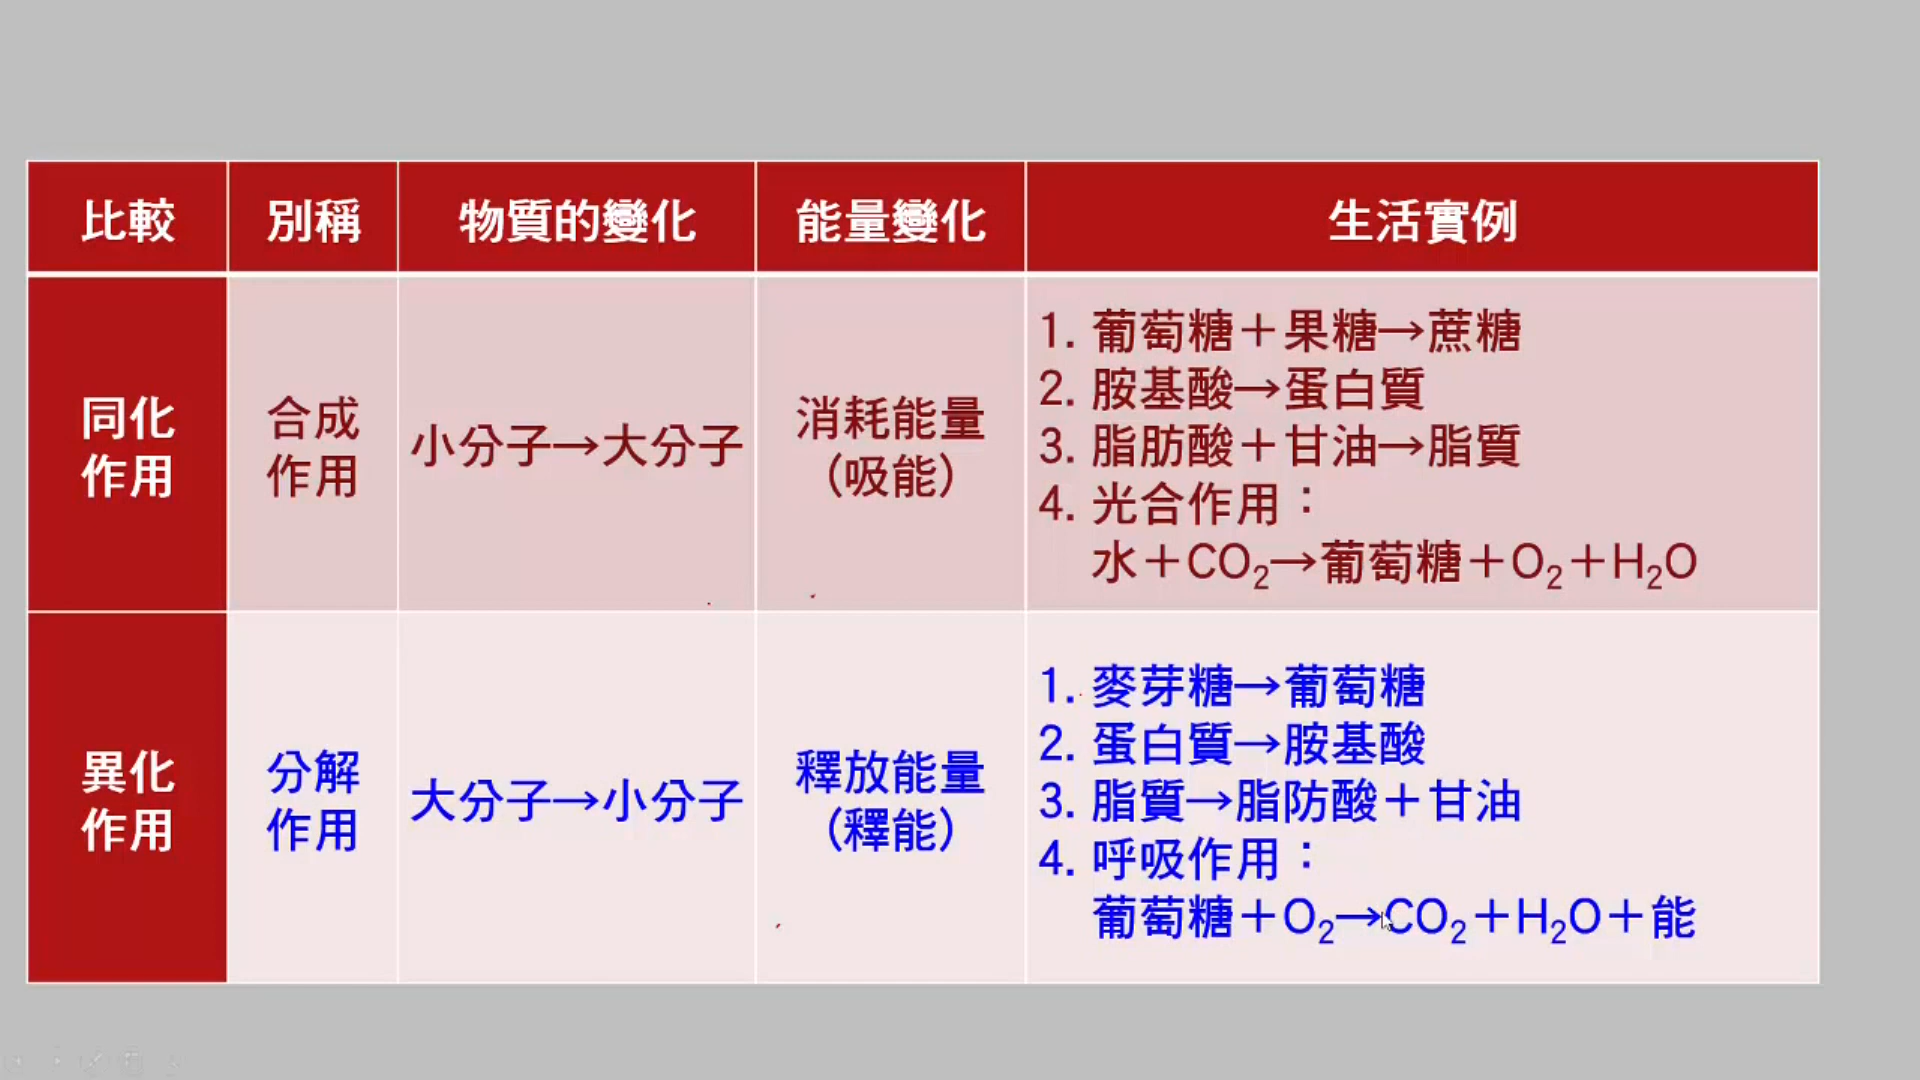 比較
別稱
物質的變化
能量變化
生活實例
同化
作用
合成
作用
小分子→大分子
消耗能量
（吸能）
1. 葡萄糖＋果糖→蔗糖
2. 胺基酸→蛋白質
3. 脂肪酸＋甘油→脂質
4. 光合作用：
水＋CO₂→葡萄糖＋O₂＋H₂O
異化
作用
分解
作用
大分子→小分子
釋放能量
（釋能）
1. 麥芽糖→葡萄糖
2. 蛋白質→胺基酸
3. 脂質→脂防酸＋甘油
4. 呼吸作用：
葡萄糖＋O₂→CO₂＋H₂O＋能